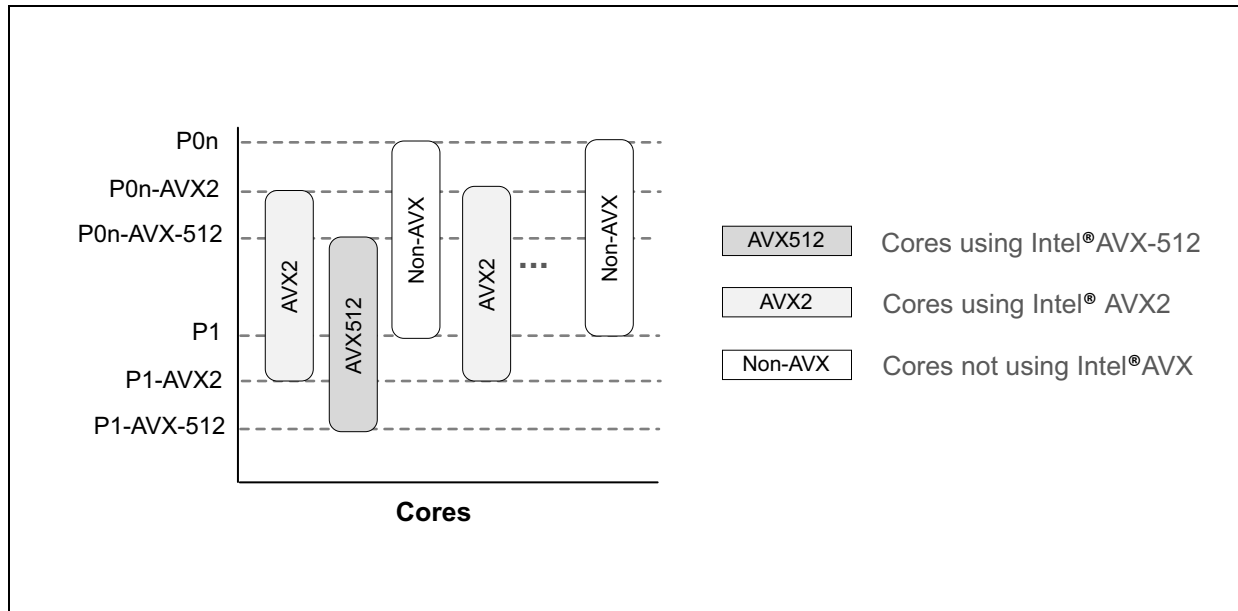 P0n
P0n-AVX2
P0n-AVX-512
P1
P1-AVX2
P1-AVX-512
AVX2
AVX512
Non-AVX
AVX2
...
Non-AVX
Cores
AVX512 Cores using Intel® AVX-512
AVX2 Cores using Intel® AVX2
Non-AVX Cores not using Intel® AVX